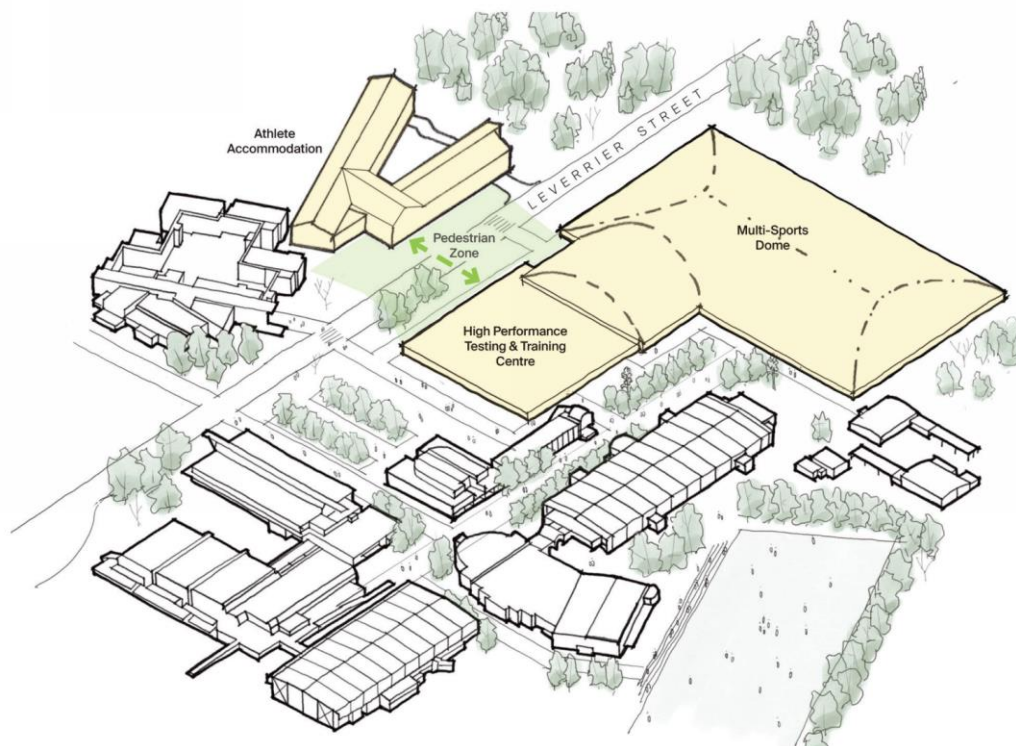 Athlete
Accommodation
LEVERRIER STREET
Pedestrian
Zone
Multi-Sports
Dome
High Performance
Testing & Training
Centre